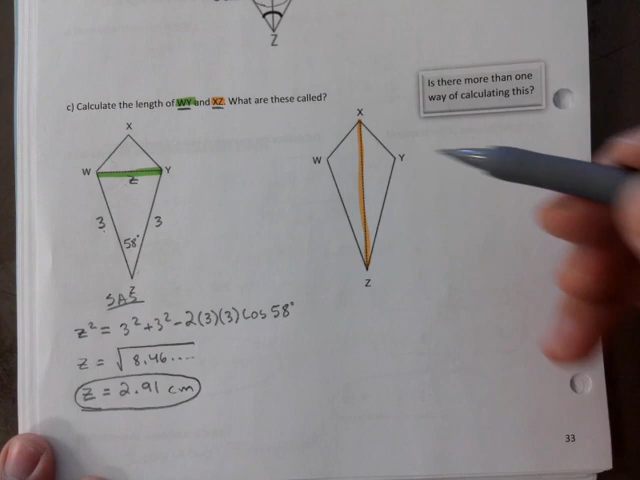 Z
c) Calculate the length of WY and XZ. What are these called?
Is there more than one
way of calculating this?
X
W
Y
z
3
3
58°
Z
X
W
Y
Z
SAS
z² = 3² + 3² - 2(3)(3) cos 58°
z = √8.46....
z = 2.91 cm
33